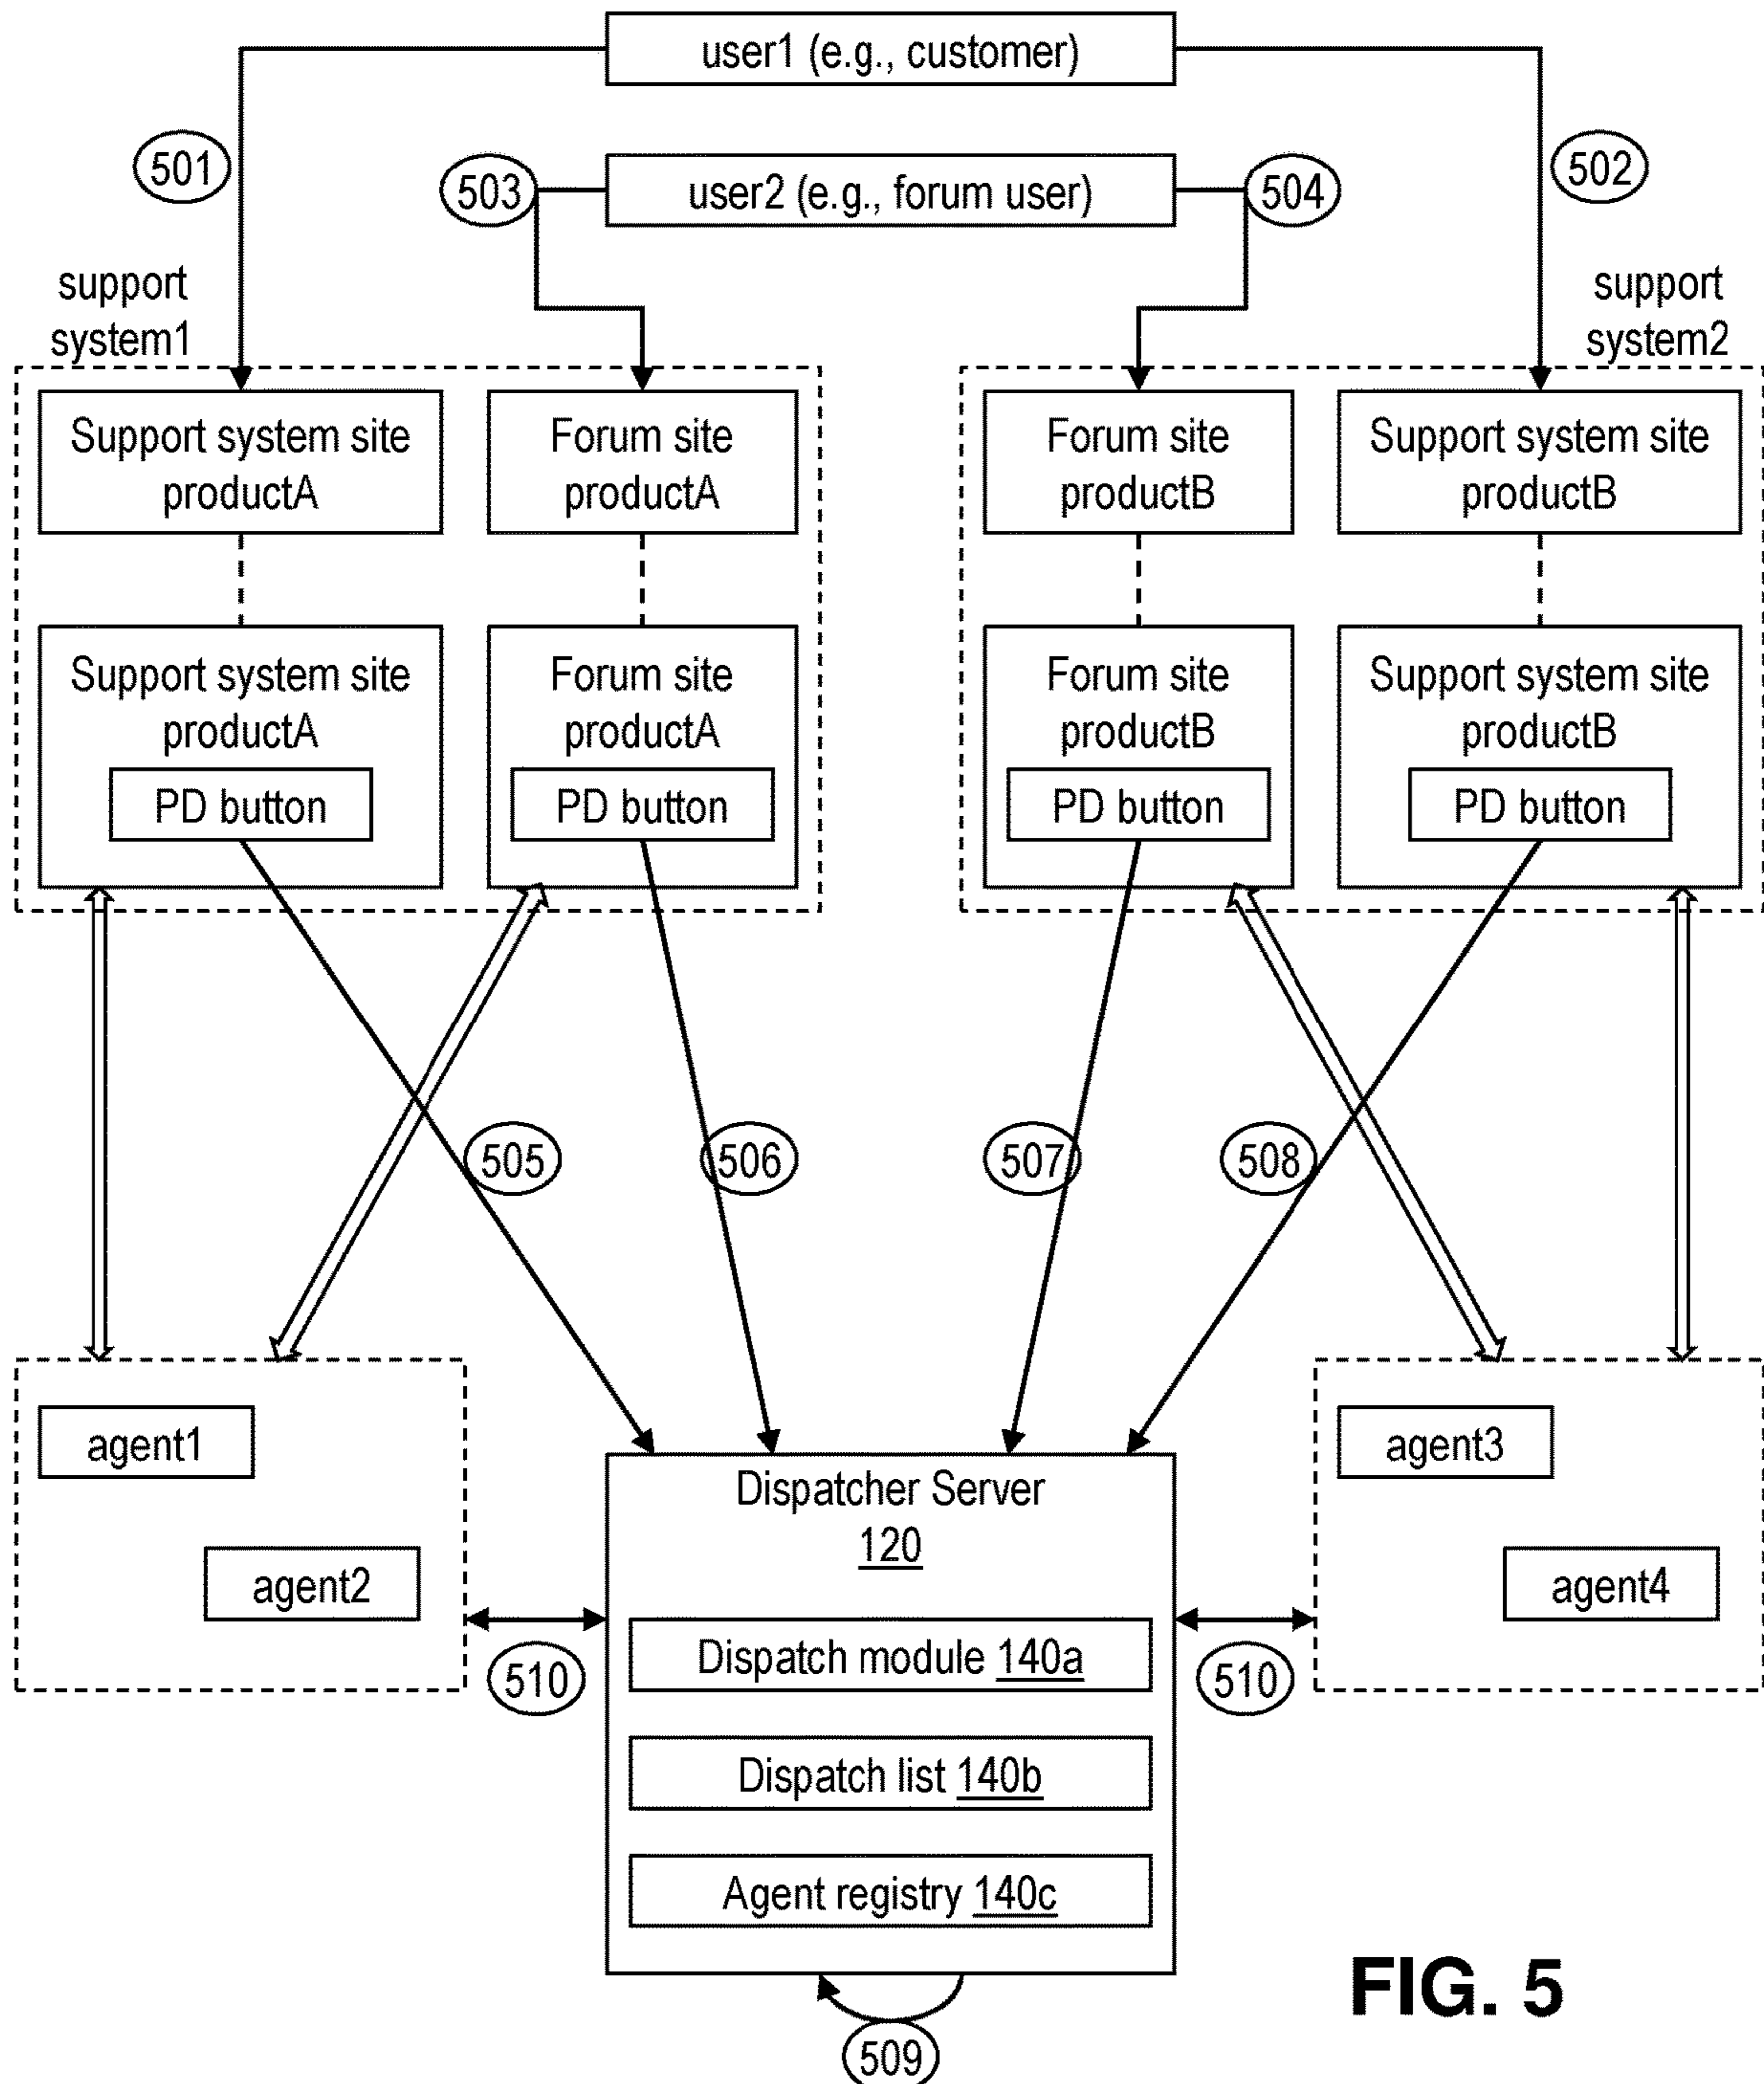 user1 (e.g., customer)
501
503
user2 (e.g., forum user)
504
502
support
system1
support
system2
Support system site
productA
Forum site
productA
Forum site
productB
Support system site
productB
Support system site
productA
PD button
Forum site
productA
PD button
Forum site
productB
PD button
Support system site
productB
PD button
505
506
507
508
agent1
agent2
agent3
agent4
Dispatcher Server
120
Dispatch module 140a
Dispatch list 140b
Agent registry 140c
510
510
509
FIG. 5